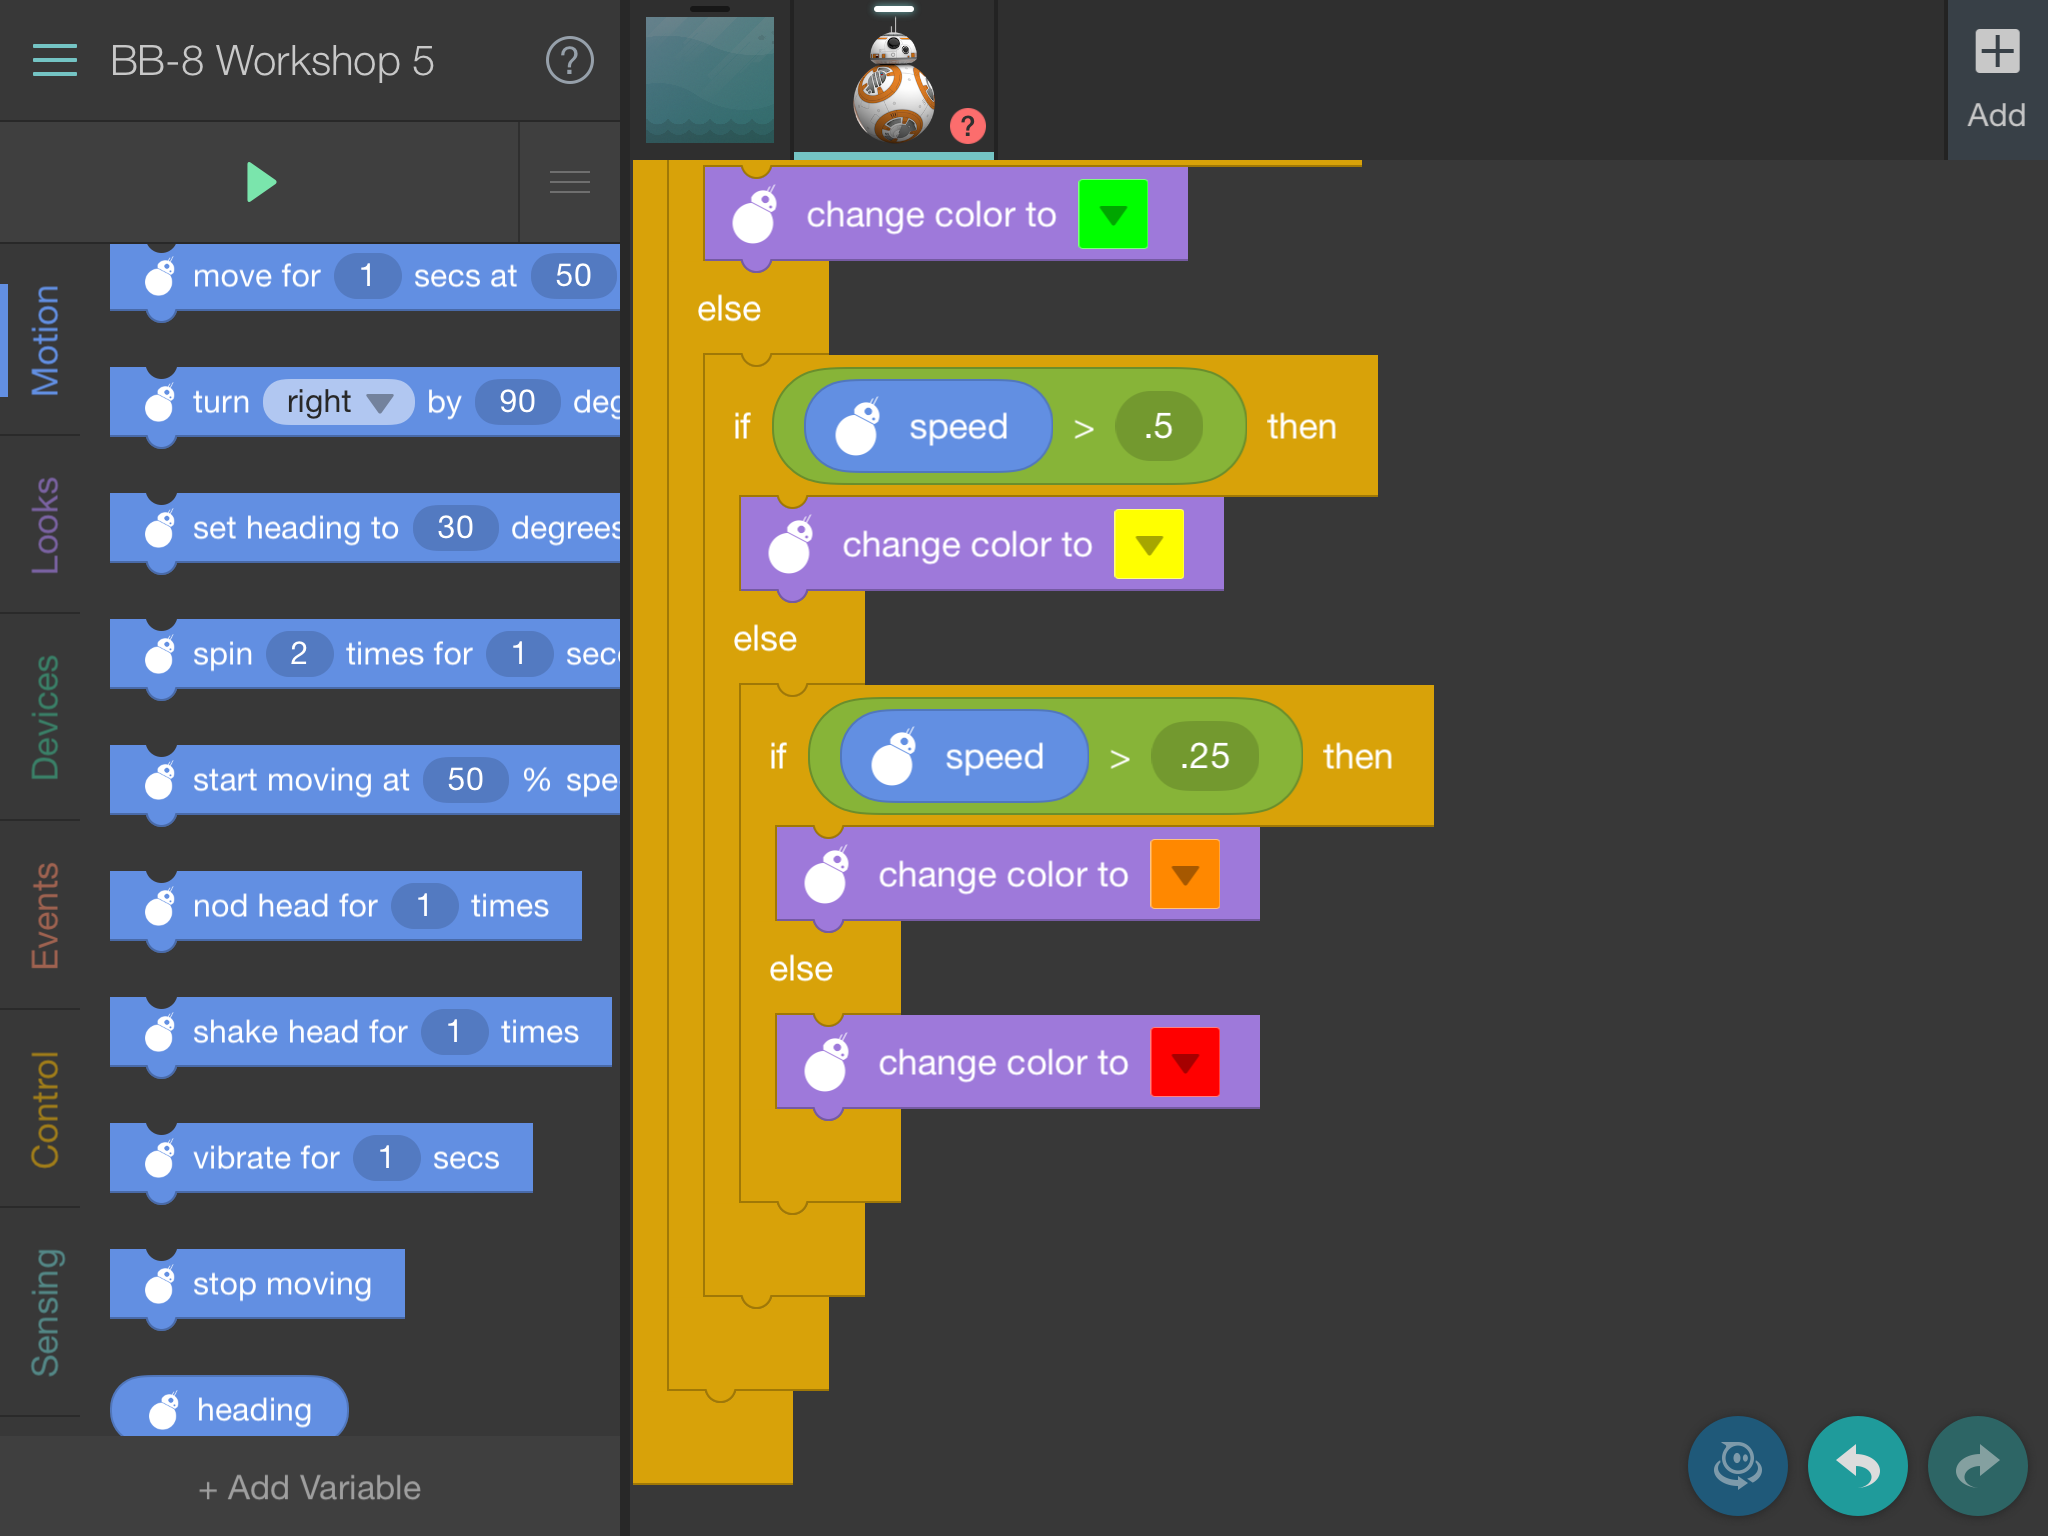 BB-8 Workshop 5
?
?
Add
Motion
Looks
Devices
Events
Control
Sensing
move for 1 secs at 50
turn right by 90 deg
set heading to 30 degrees
spin 2 times for 1 sec
start moving at 50 % spe
nod head for 1 times
shake head for 1 times
vibrate for 1 secs
stop moving
heading
+ Add Variable
change color to
else
if speed > .5 then
change color to
else
if speed > .25 then
change color to
else
change color to